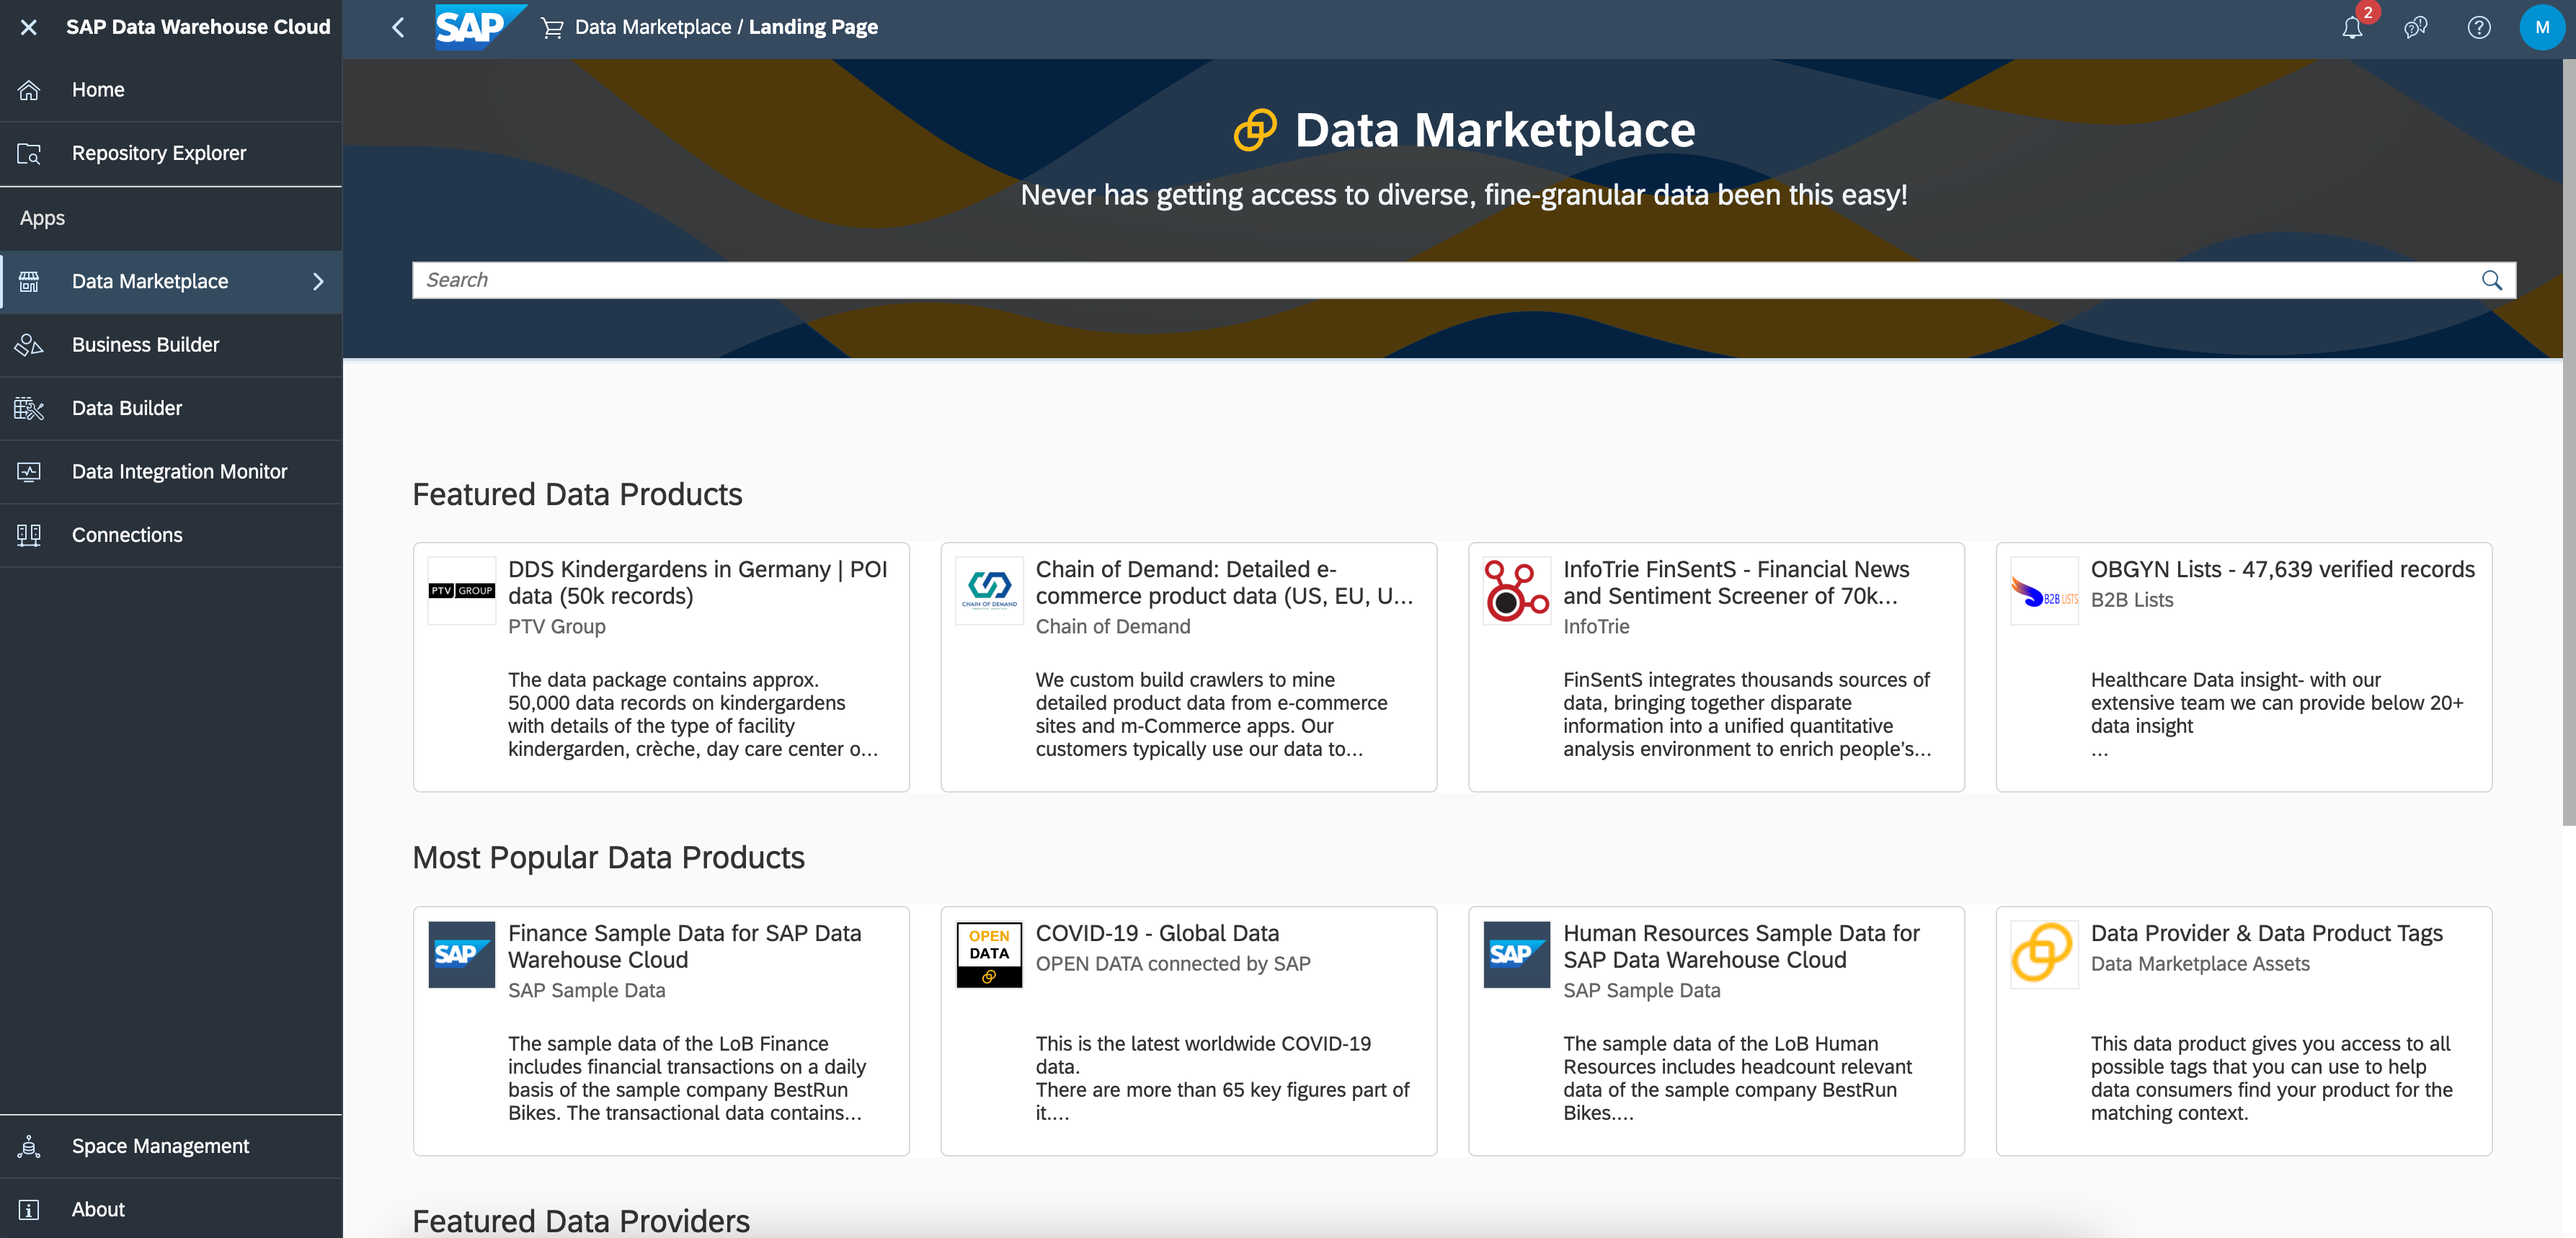 SAP Data Warehouse Cloud
Home
Repository Explorer
Apps
Data Marketplace
Business Builder
Data Builder
Data Integration Monitor
Connections
Space Management
About
SAP
Data Marketplace / Landing Page
2
M
Data Marketplace
Never has getting access to diverse, fine-granular data been this easy!
Search
Featured Data Products
PTV GROUP
DDS Kindergardens in Germany | POI
data (50k records)
PTV Group
The data package contains approx.
50,000 data records on kindergardens
with details of the type of facility
kindergarden, crèche, day care center o...
CHAIN OF DEMAND
Chain of Demand: Detailed e-
commerce product data (US, EU, U...
Chain of Demand
We custom build crawlers to mine
detailed product data from e-commerce
sites and m-Commerce apps. Our
customers typically use our data to...
InfoTrie FinSentS - Financial News
and Sentiment Screener of 70k...
InfoTrie
FinSentS integrates thousands sources of
data, bringing together disparate
information into a unified quantitative
analysis environment to enrich people’s...
B2B LISTS
OBGYN Lists - 47,639 verified records
B2B Lists
Healthcare Data insight- with our
extensive team we can provide below 20+
data insight
...
Most Popular Data Products
SAP
Finance Sample Data for SAP Data
Warehouse Cloud
SAP Sample Data
The sample data of the LoB Finance
includes financial transactions on a daily
basis of the sample company BestRun
Bikes. The transactional data contains...
OPEN
DATA
COVID-19 - Global Data
OPEN DATA connected by SAP
This is the latest worldwide COVID-19
data.
There are more than 65 key figures part of
it....
SAP
Human Resources Sample Data for
SAP Data Warehouse Cloud
SAP Sample Data
The sample data of the LoB Human
Resources includes headcount relevant
data of the sample company BestRun
Bikes....
Data Provider & Data Product Tags
Data Marketplace Assets
This data product gives you access to all
possible tags that you can use to help
data consumers find your product for the
matching context.
Featured Data Providers